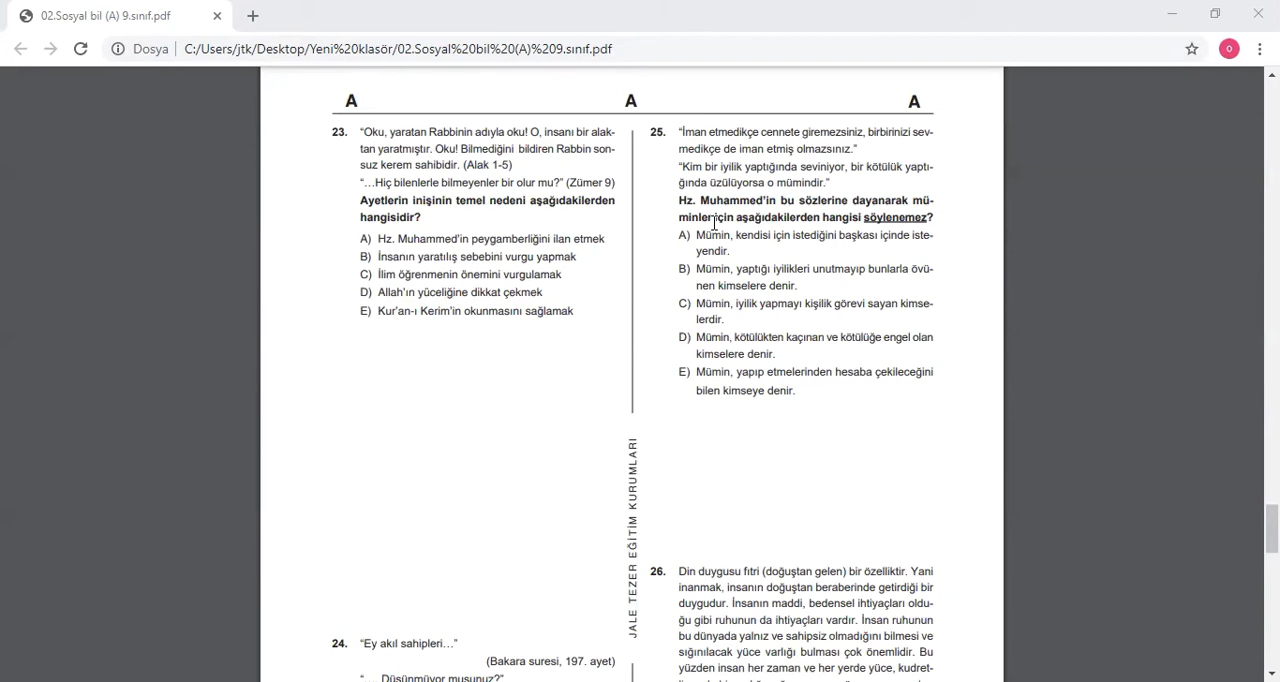 02.Sosyal bil (A) 9.sınıf.pdf
Dosya
C:/Users/jtk/Desktop/Yeni%20klasör/02.Sosyal%20bil%20(A)%209.sınıf.pdf
O
A A A
23. "Oku, yaratan Rabbinin adıyla oku! O, insanı bir alak-
tan yaratmıştır. Oku! Bilmediğini bildiren Rabbin son-
suz kerem sahibidir. (Alak 1-5)
"…Hiç bilenlerle bilmeyenler bir olur mu?" (Zümer 9)
Ayetlerin inişinin temel nedeni aşağıdakilerden
hangisidir?
A) Hz. Muhammed'in peygamberliğini ilan etmek
B) İnsanın yaratılış sebebini vurgu yapmak
C) İlim öğrenmenin önemini vurgulamak
D) Allah'ın yüceliğine dikkat çekmek
E) Kur'an-ı Kerim'in okunmasını sağlamak
24. "Ey akıl sahipleri…"
(Bakara suresi, 197. ayet)
"…. Düşünmüyor musunuz?"
JALE TEZER EĞİTİM KURUMLARI
25. "İman etmedikçe cennete giremezsiniz, birbirinizi sev-
medikçe de iman etmiş olmazsınız."
"Kim bir iyilik yaptığında seviniyor, bir kötülük yaptı-
ğında üzülüyorsa o mümindir."
Hz. Muhammed'in bu sözlerine dayanarak mü-
minler için aşağıdakilerden hangisi söylenemez?
A) Mümin, kendisi için istediğini başkası içinde iste-
yendir.
B) Mümin, yaptığı iyilikleri unutmayıp bunlarla övü-
nen kimselere denir.
C) Mümin, iyilik yapmayı kişilik görevi sayan kimse-
lerdir.
D) Mümin, kötülükten kaçınan ve kötülüğe engel olan
kimselere denir.
E) Mümin, yapıp etmelerinden hesaba çekileceğini
bilen kimseye denir.
26. Din duygusu fıtri (doğuştan gelen) bir özelliktir. Yani
inanmak, insanın doğuştan beraberinde getirdiği bir
duygudur. İnsanın maddi, bedensel ihtiyaçları oldu-
ğu gibi ruhunun da ihtiyaçları vardır. İnsan ruhunun
bu dünyada yalnız ve sahipsiz olmadığını bilmesi ve
sığınılacak yüce varlığı bulması çok önemlidir. Bu
yüzden insan her zaman ve her yerde yüce, kudret-